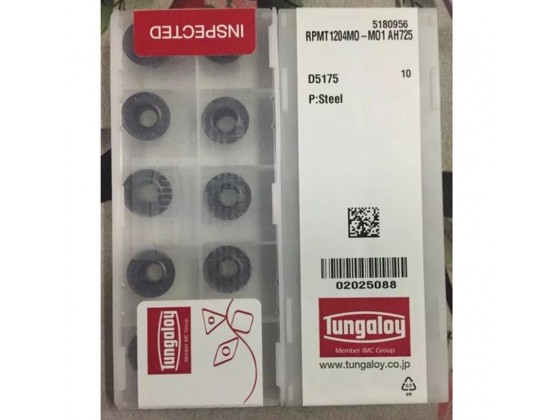 INSPECTED
Tungaloy
Member IMC Group
5180956
RPMT1204MO-MO1 AH725
D5175 10
P:Steel
02025088
Tungaloy
Member IMC Group
www.tungaloy.co.jp
PP